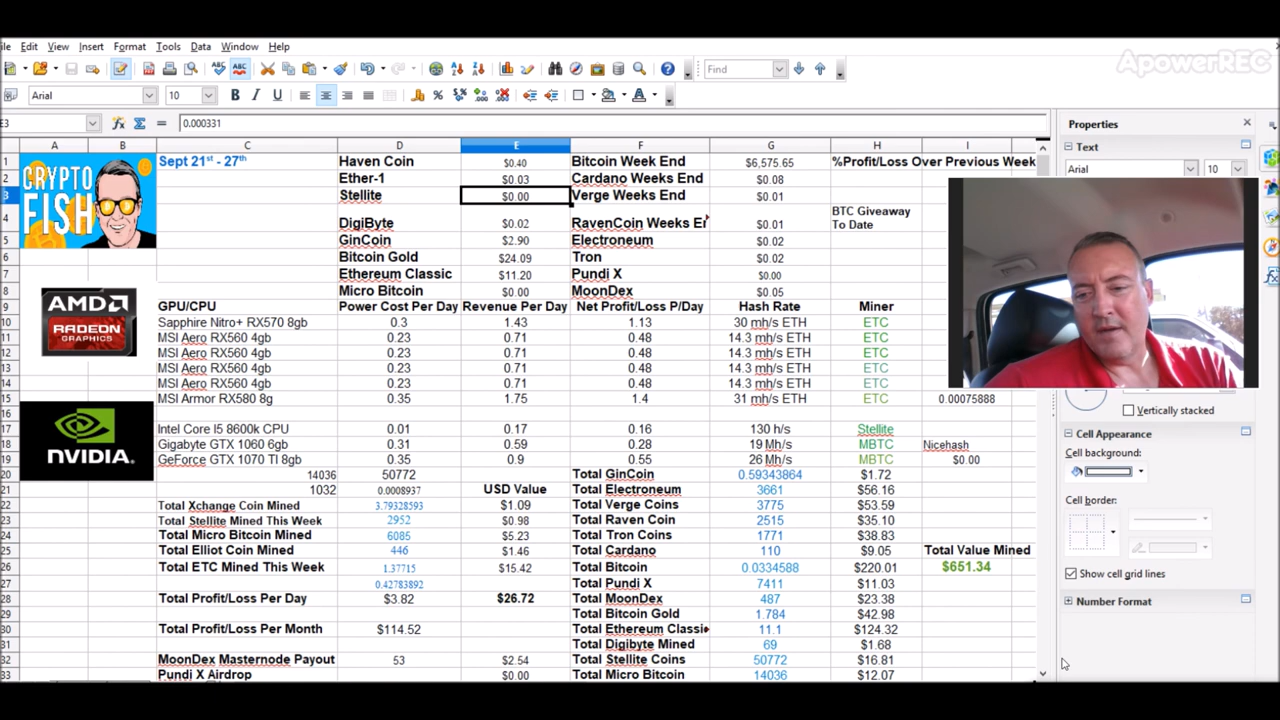 ApowerREC
ile Edit View Insert Format Tools Data Window Help
Find
Arial 10
E3 0.000331
Properties
Text
Arial 10
A B C D E F G H I
1 Sept 21st - 27th Haven Coin $0.40 Bitcoin Week End $6,575.65 %Profit/Loss Over Previous Week
2 Ether-1 $0.03 Cardano Weeks End $0.08
3 Stellite $0.00 Verge Weeks End $0.01
4 DigiByte $0.02 RavenCoin Weeks E $0.01 BTC Giveaway
To Date
5 GinCoin $2.90 Electroneum $0.02
6 Bitcoin Gold $24.09 Tron $0.02
7 Ethereum Classic $11.20 Pundi X $0.00
8 Micro Bitcoin $0.00 MoonDex $0.05
CRYPTO
FISH
9 GPU/CPU Power Cost Per Day Revenue Per Day Net Profit/Loss P/Day Hash Rate Miner
10 Sapphire Nitro+ RX570 8gb 0.3 1.43 1.13 30 mh/s ETH ETC
11 MSI Aero RX560 4gb 0.23 0.71 0.48 14.3 mh/s ETH ETC
12 MSI Aero RX560 4gb 0.23 0.71 0.48 14.3 mh/s ETH ETC
13 MSI Aero RX560 4gb 0.23 0.71 0.48 14.3 mh/s ETH ETC
14 MSI Aero RX560 4gb 0.23 0.71 0.48 14.3 mh/s ETH ETC
15 MSI Armor RX580 8g 0.35 1.75 1.4 31 mh/s ETH ETC 0.00075888
AMD
RADEON
GRAPHICS
16
17 Intel Core I5 8600k CPU 0.01 0.17 0.16 130 h/s Stellite
18 Gigabyte GTX 1060 6gb 0.31 0.59 0.28 19 Mh/s MBTC Nicehash
19 GeForce GTX 1070 TI 8gb 0.35 0.9 0.55 26 Mh/s MBTC $0.00
NVIDIA
20 14036 50772 Total GinCoin 0.59343864 $1.72
21 1032 0.0008937 USD Value Total Electroneum 3661 $56.16
22 Total Xchange Coin Mined 3.79328593 $1.09 Total Verge Coins 3775 $53.59
23 Total Stellite Mined This Week 2952 $0.98 Total Raven Coin 2515 $35.10
24 Total Micro Bitcoin Mined 6085 $5.23 Total Tron Coins 1771 $38.83
25 Total Elliot Coin Mined 446 $1.46 Total Cardano 110 $9.05 Total Value Mined
26 Total ETC Mined This Week 1.37715 $15.42 Total Bitcoin 0.0334588 $220.01 $651.34
27 0.42783892 Total Pundi X 7411 $11.03
28 Total Profit/Loss Per Day $3.82 $26.72 Total MoonDex 487 $23.38
29 Total Bitcoin Gold 1.784 $42.98
30 Total Profit/Loss Per Month $114.52 Total Ethereum Classi 11.1 $124.32
31 Total Digibyte Mined 69 $1.68
32 MoonDex Masternode Payout 53 $2.54 Total Stellite Coins 50772 $16.81
33 Pundi X Airdrop $0.00 Total Micro Bitcoin 14036 $12.07
Vertically stacked
Cell Appearance
Cell background:
Cell border:
Show cell grid lines
Number Format